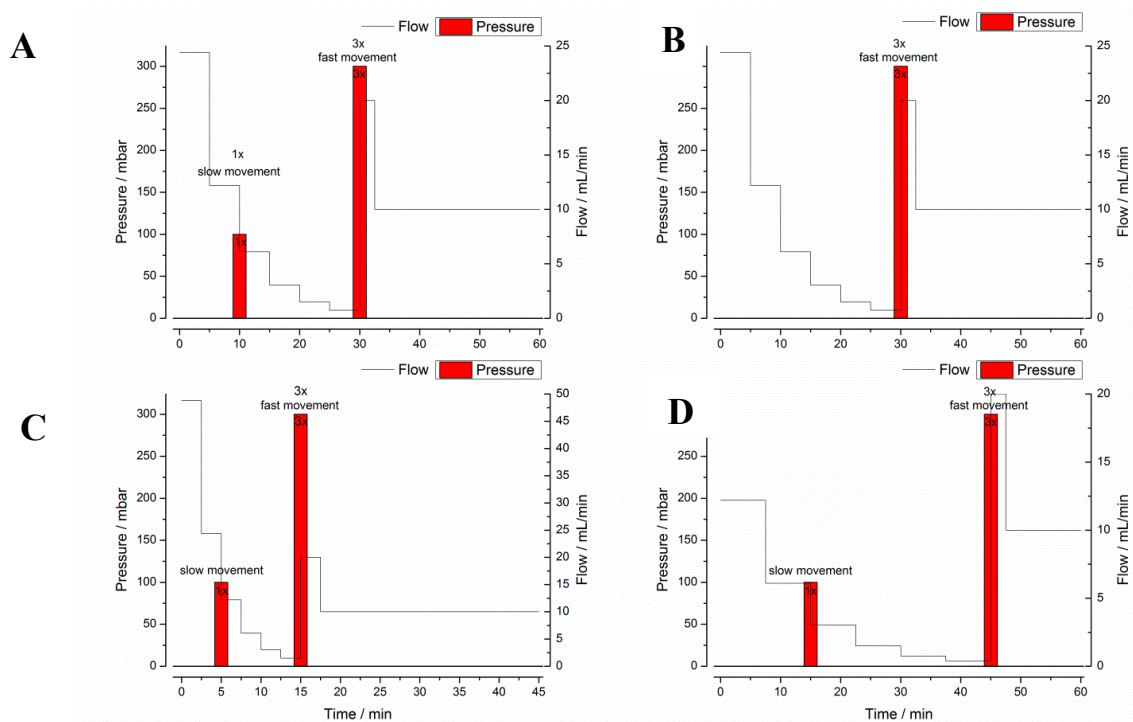 A
Flow Pressure
3x
fast movement
3x
1x
slow movement
1x
Pressure / mbar
300
250
200
150
100
50
0
Flow / mL/min
25
20
15
10
5
0
0 10 20 30 40 50 60
B
Flow Pressure
3x
fast movement
3x
Pressure / mbar
300
250
200
150
100
50
0
Flow / mL/min
25
20
15
10
5
0
0 10 20 30 40 50 60
C
Flow Pressure
3x
fast movement
3x
slow movement
1x
Pressure / mbar
300
250
200
150
100
50
0
Flow / mL/min
50
45
40
35
30
25
20
15
10
5
0
0 5 10 15 20 25 30 35 40 45
Time / min
D
Flow Pressure
3x
fast movement
3x
slow movement
1x
Pressure / mbar
250
200
150
100
50
0
Flow / mL/min
20
15
10
5
0
0 10 20 30 40 50 60
Time / min